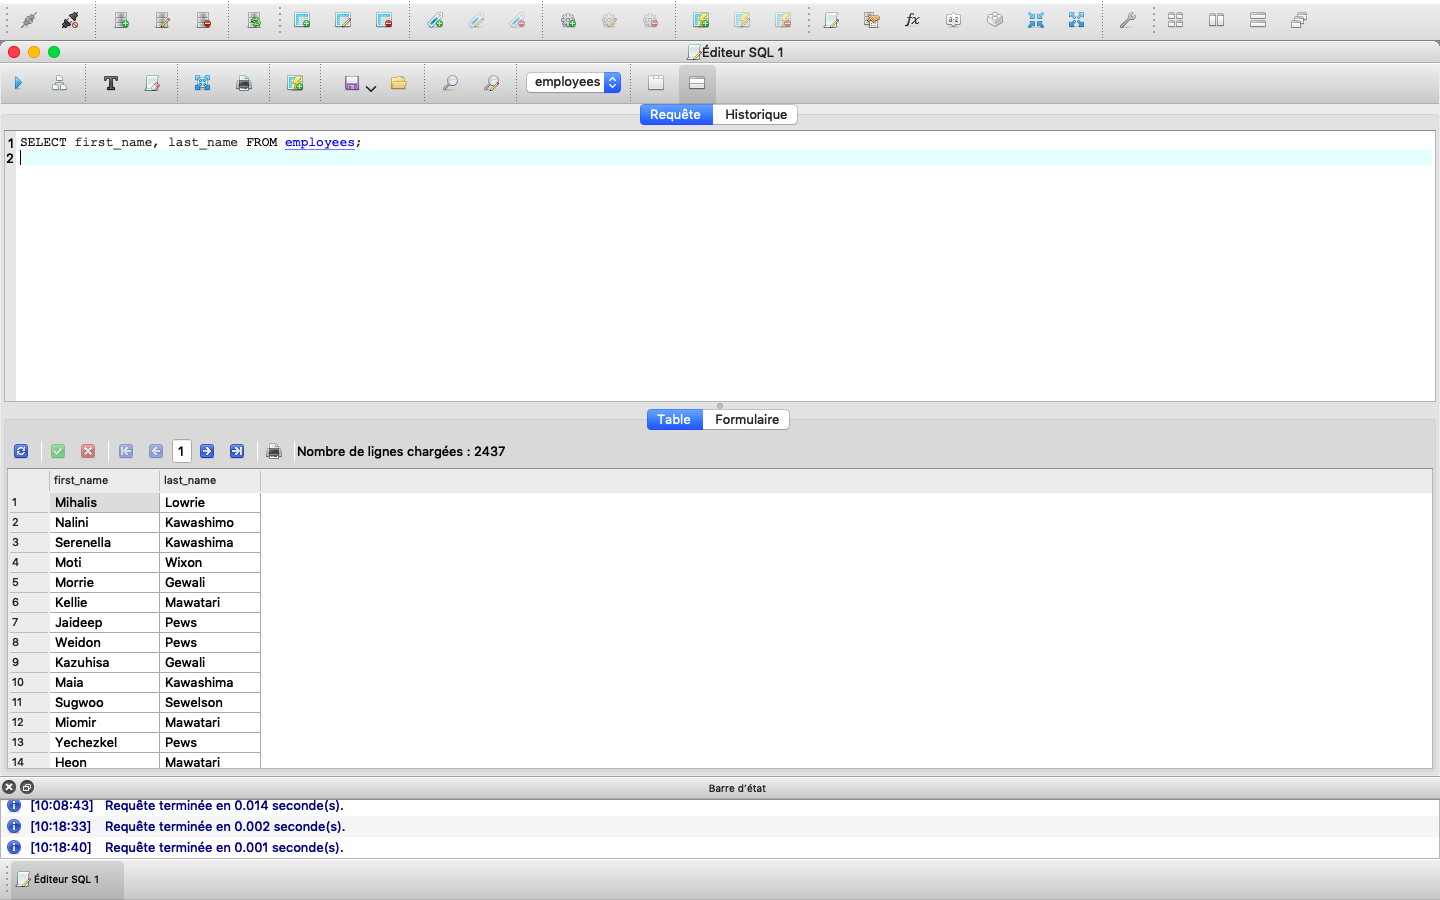 fx
a-z
Éditeur SQL 1
T
employees
Requête Historique
1 SELECT first_name, last_name FROM employees;
2
Table Formulaire
1 Nombre de lignes chargées : 2437
first_name last_name
1 Mihalis Lowrie
2 Nalini Kawashimo
3 Serenella Kawashima
4 Moti Wixon
5 Morrie Gewali
6 Kellie Mawatari
7 Jaideep Pews
8 Weidon Pews
9 Kazuhisa Gewali
10 Maia Kawashima
11 Sugwoo Sewelson
12 Miomir Mawatari
13 Yechezkel Pews
14 Heon Mawatari
Barre d'état
[10:08:43] Requête terminée en 0.014 seconde(s).
[10:18:33] Requête terminée en 0.002 seconde(s).
[10:18:40] Requête terminée en 0.001 seconde(s).
Éditeur SQL 1